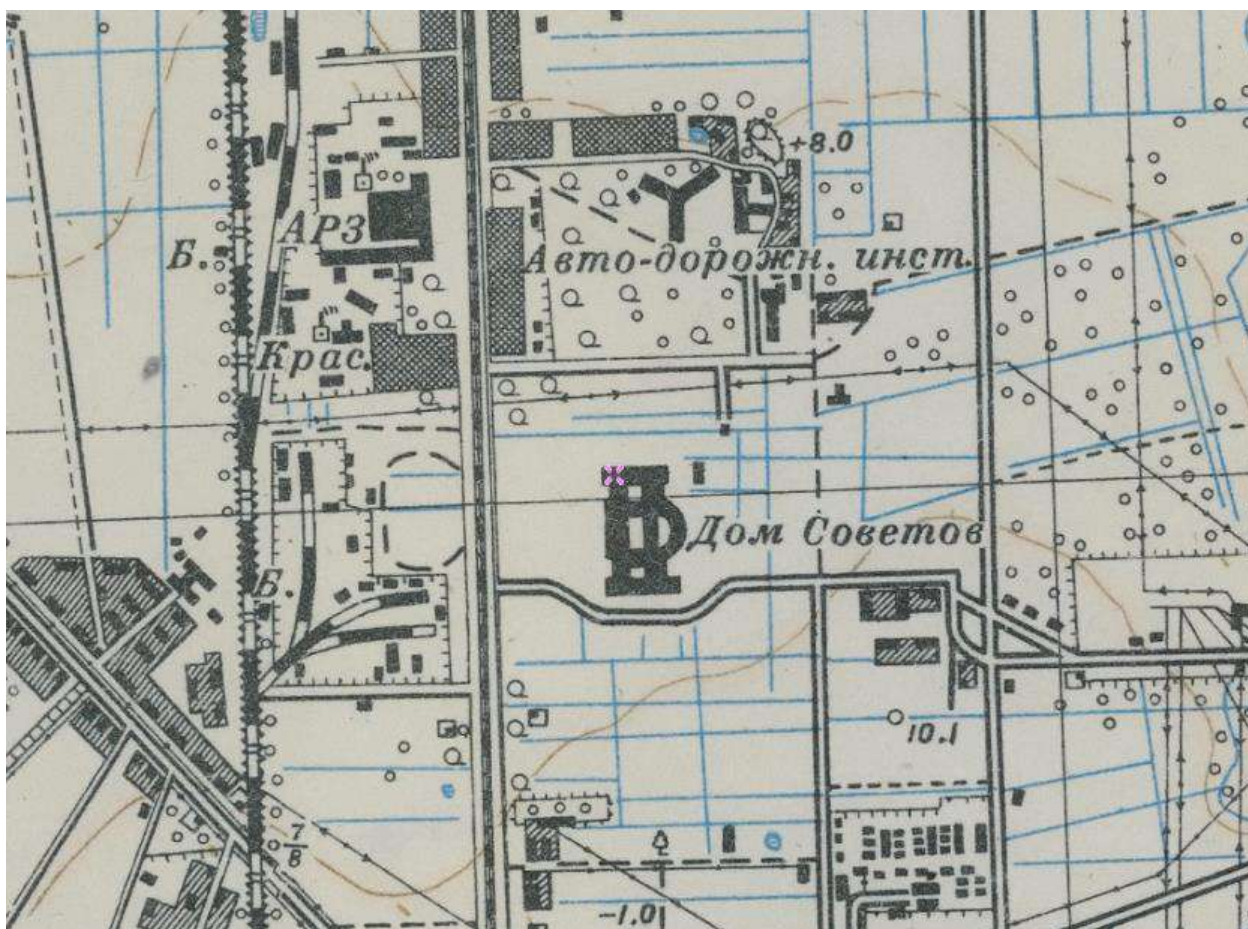 +8.0
АРЗ
Б.
Авто-дорожн. инст.
Крас.
Дом Советов
Б.
10.1
7
8
-1.0